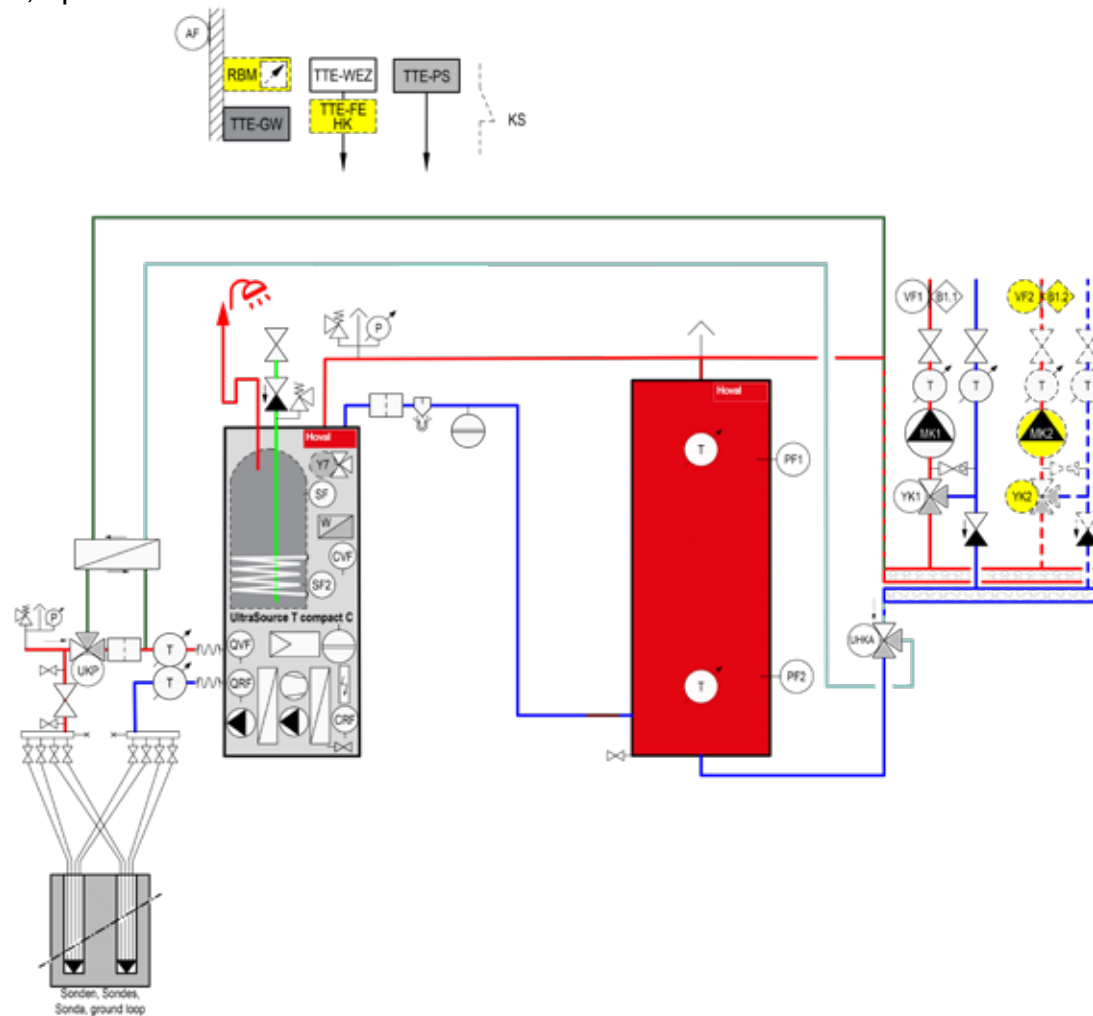 AF
RBM
TTE-WEZ
TTE-PS
TTE-FE
HK
TTE-GW
KS
VF1
B1.1
VF2
B1.2
P
T
T
T
T
Hoval
Hoval
MK1
MK2
Y7
T
PF1
SF
YK1
YK2
W
CVF
SF2
UltraSource T compact C
P
UHKA
T
QVF
UKP
T
QRF
T
PF2
CRF
Sonden, Sondes,
Sonda, ground loop